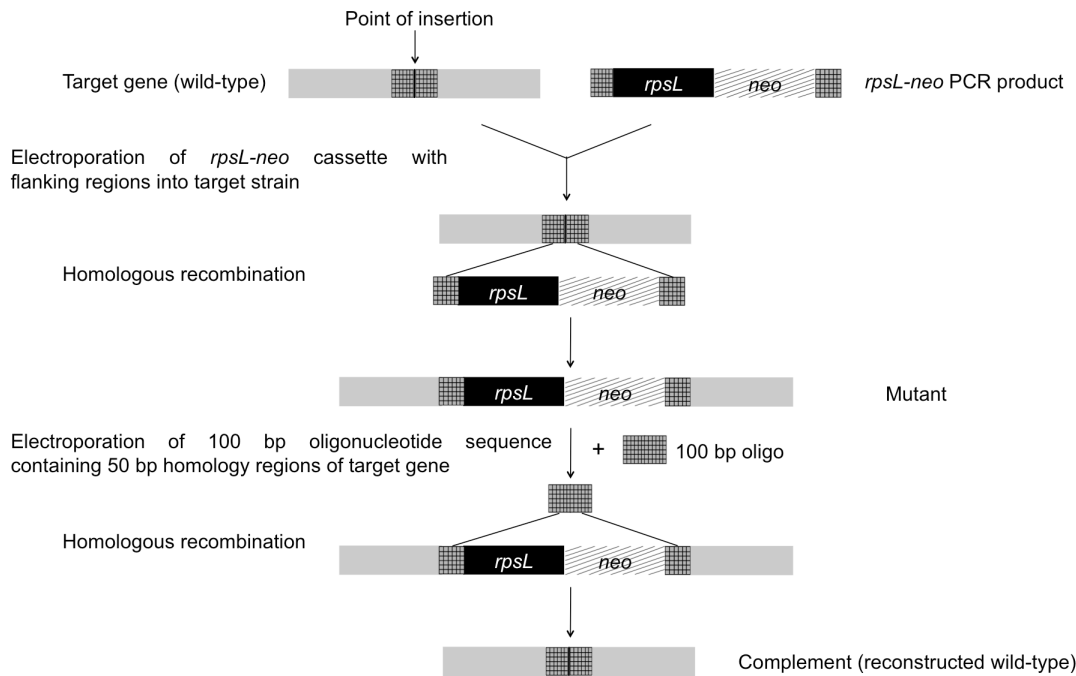 Point of insertion
Target gene (wild-type)
rpsL
neo
rpsL-neo PCR product
Electroporation of rpsL-neo cassette with
flanking regions into target strain
Homologous recombination
rpsL
neo
rpsL
neo
Mutant
Electroporation of 100 bp oligonucleotide sequence
containing 50 bp homology regions of target gene
+
100 bp oligo
Homologous recombination
rpsL
neo
Complement (reconstructed wild-type)